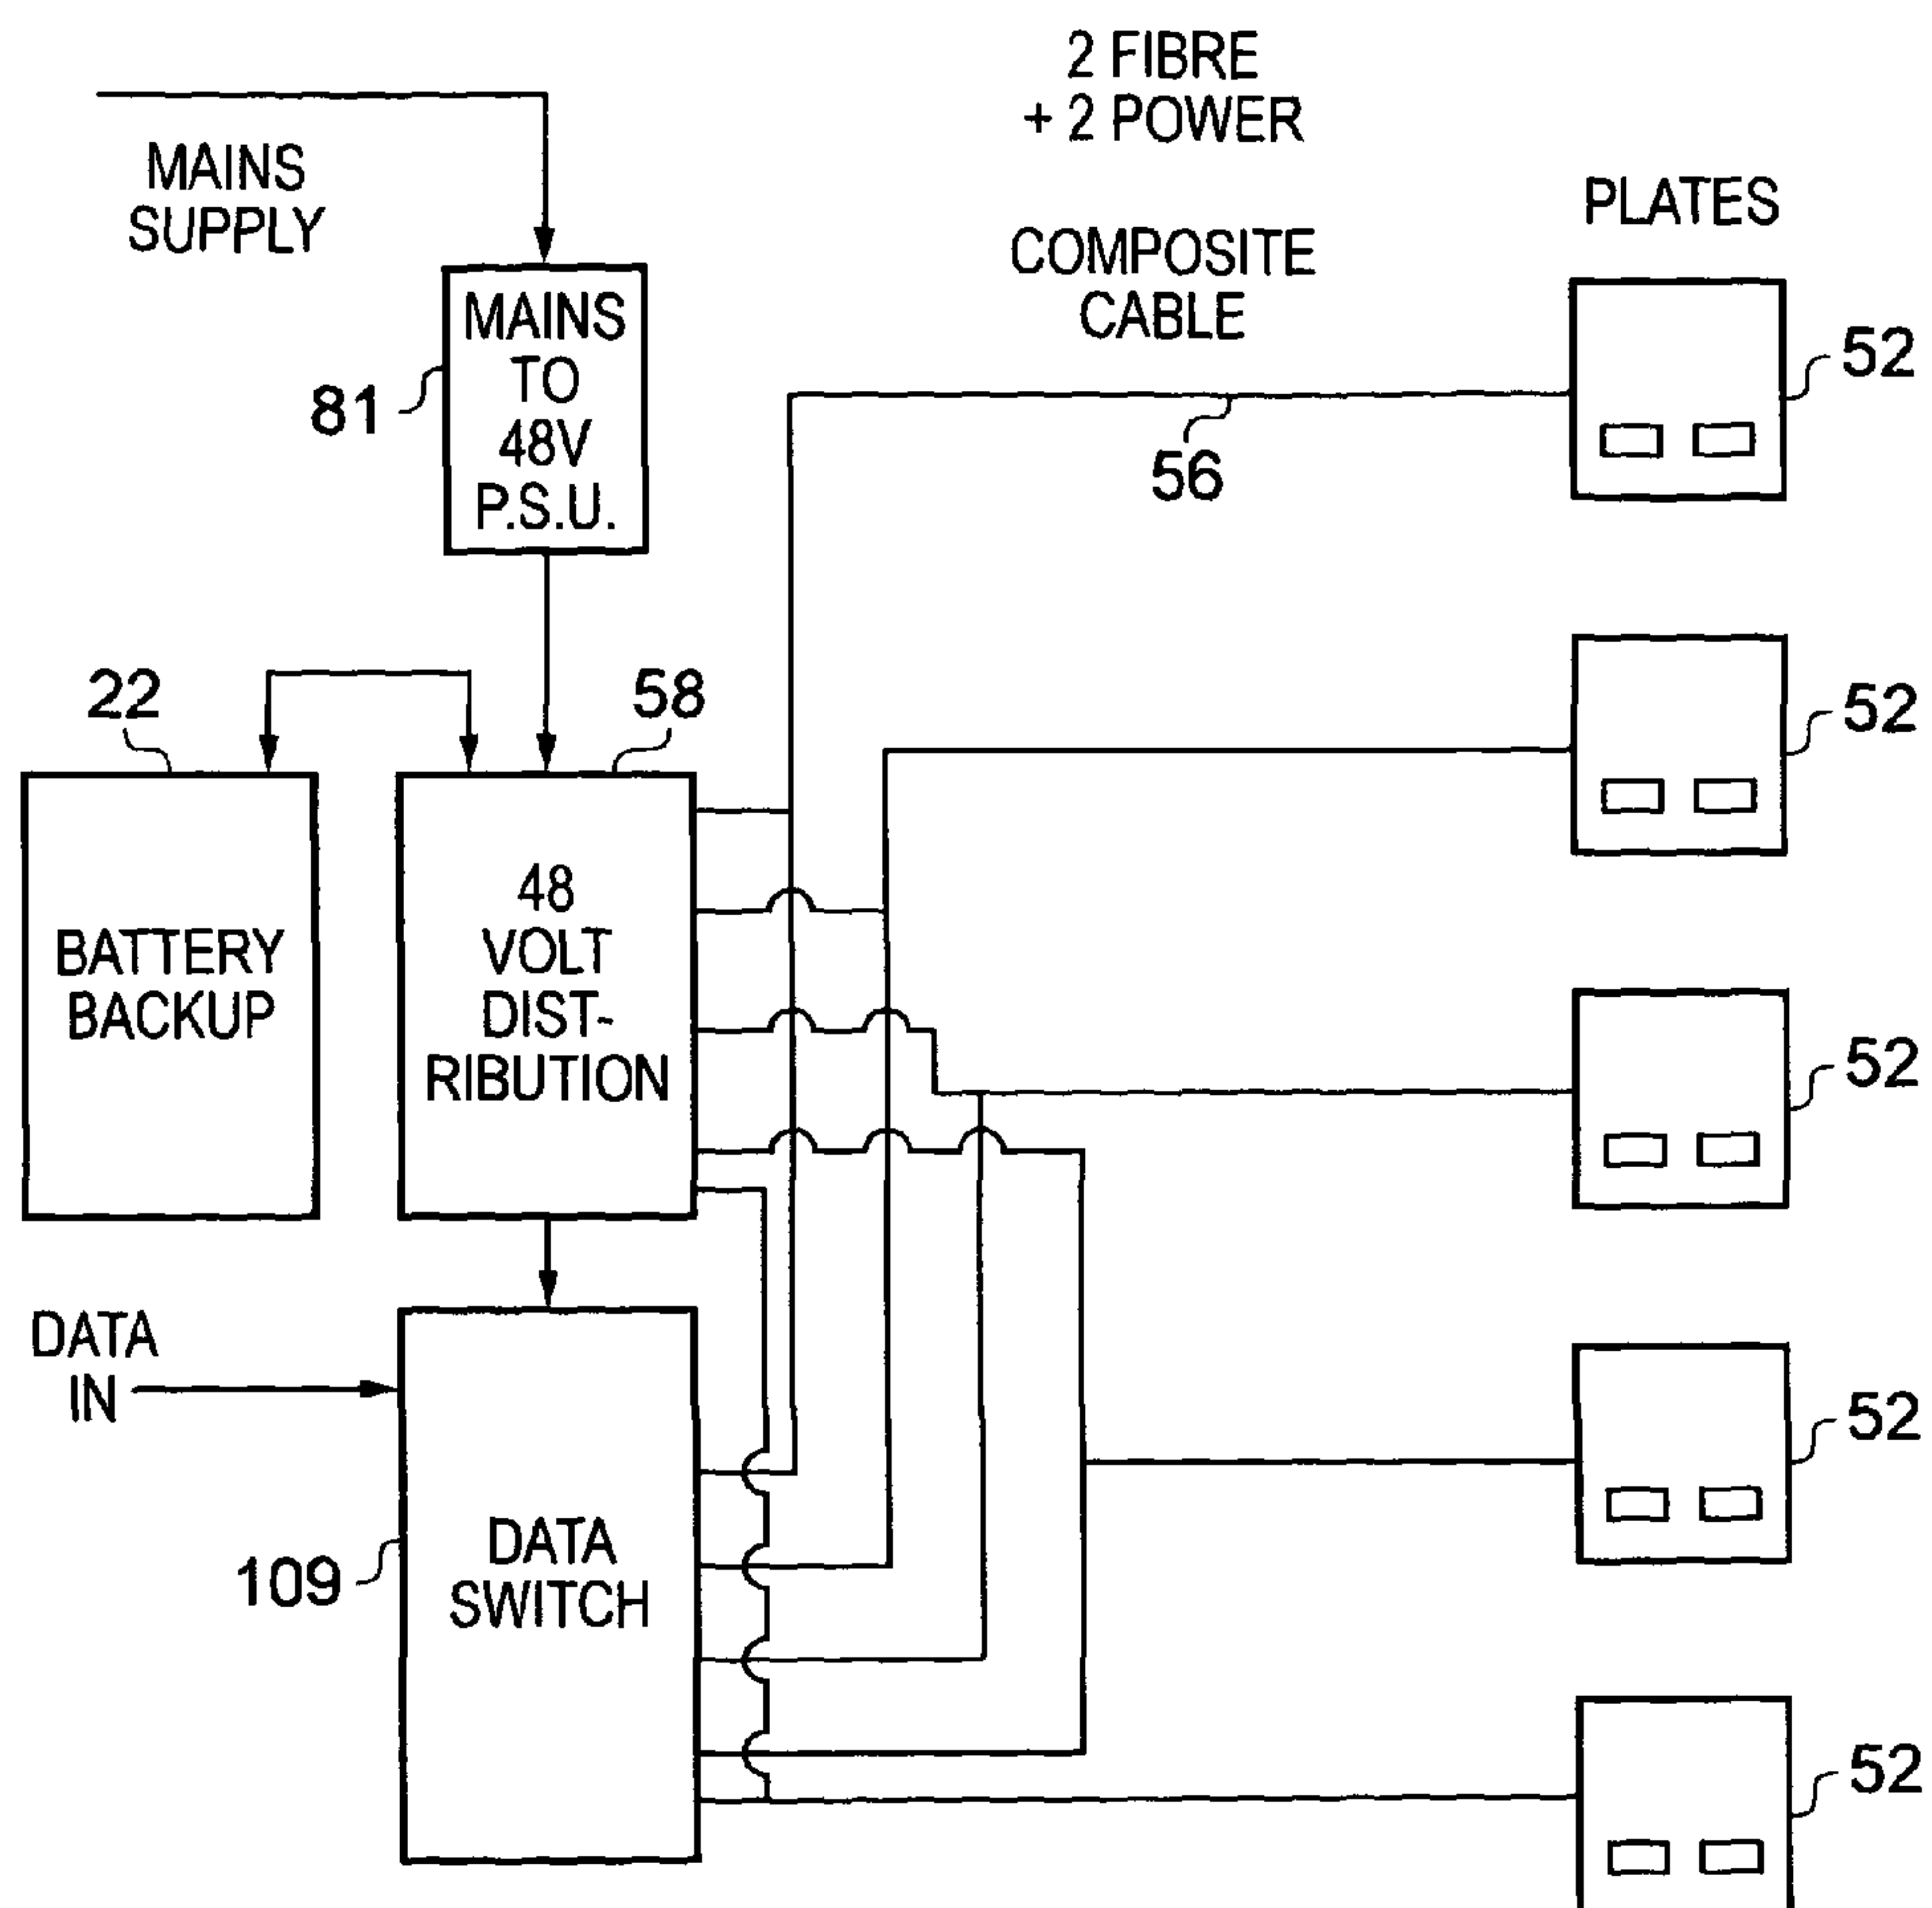 2 FIBRE
+ 2 POWER
MAINS
SUPPLY
PLATES
COMPOSITE
CABLE
MAINS
TO
48V
P.S.U.
81
56
52
22
58
52
48
VOLT
DIST-
RIBUTION
BATTERY
BACKUP
52
DATA
IN
52
DATA
SWITCH
109
52